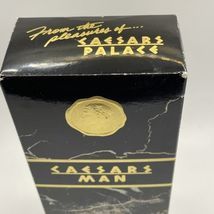 From the
pleasures of...
CAESARS
PALACE
CAESARS
MAN